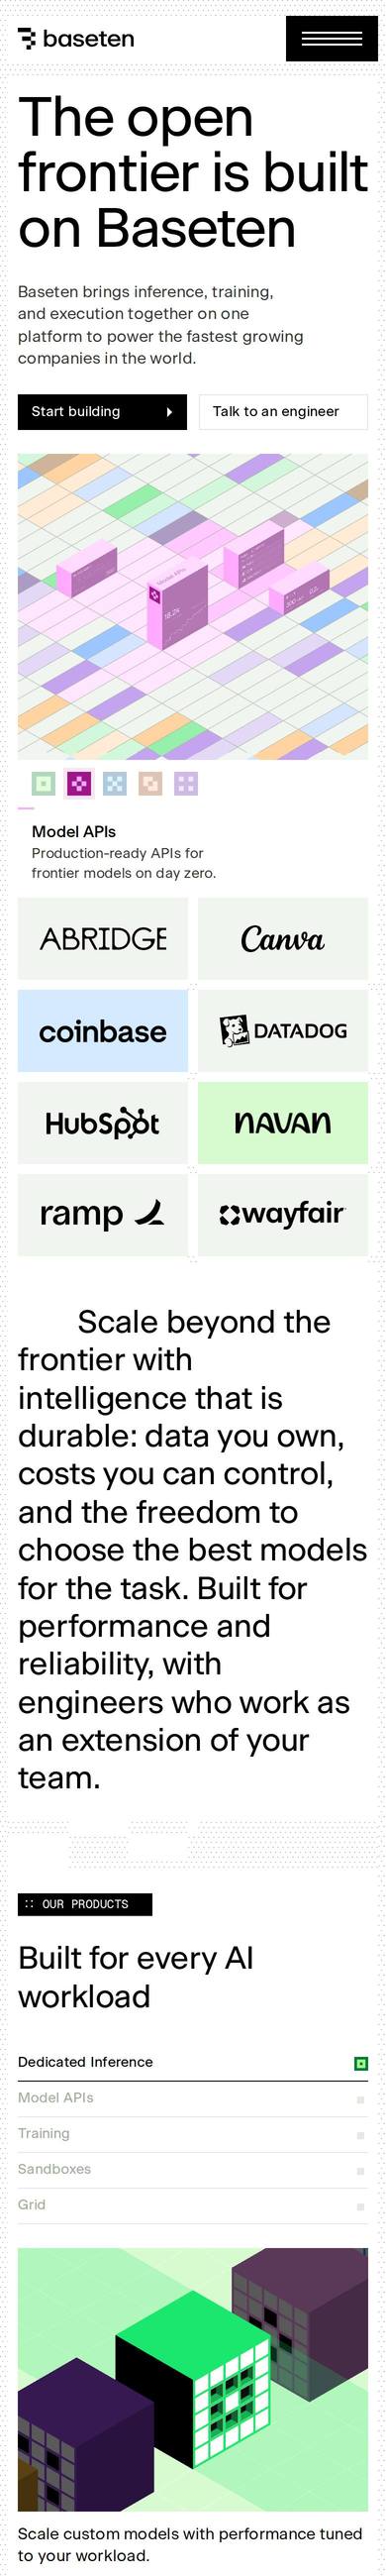 baseten
The open
frontier is built
on Baseten
Baseten brings inference, training,
and execution together on one
platform to power the fastest growing
companies in the world.
Start building
Talk to an engineer
Model APIs
18.2K
Model APIs
Production-ready APIs for
frontier models on day zero.
ABRIDGE
Canva
coinbase
DATADOG
HubSpot
navan
ramp
wayfair
Scale beyond the
frontier with
intelligence that is
durable: data you own,
costs you can control,
and the freedom to
choose the best models
for the task. Built for
performance and
reliability, with
engineers who work as
an extension of your
team.
OUR PRODUCTS
Built for every AI
workload
Dedicated Inference
Model APIs
Training
Sandboxes
Grid
Scale custom models with performance tuned
to your workload.